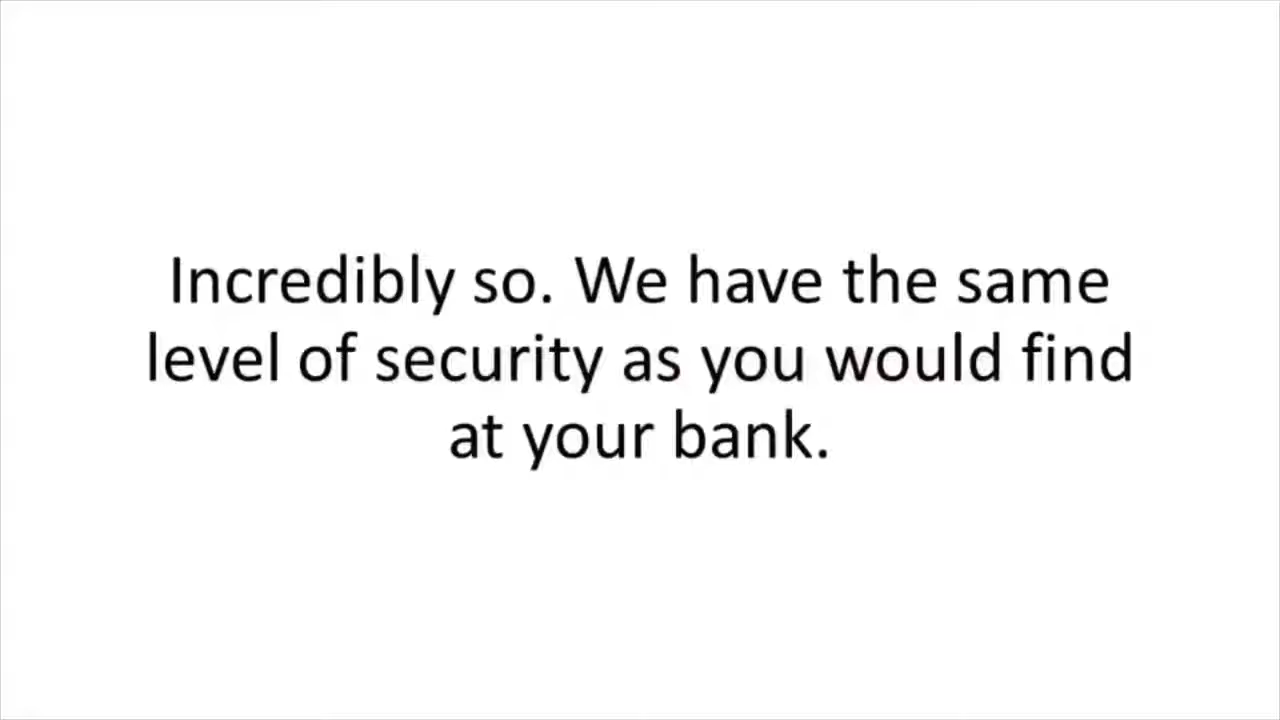 Incredibly so. We have the same
level of security as you would find
at your bank.